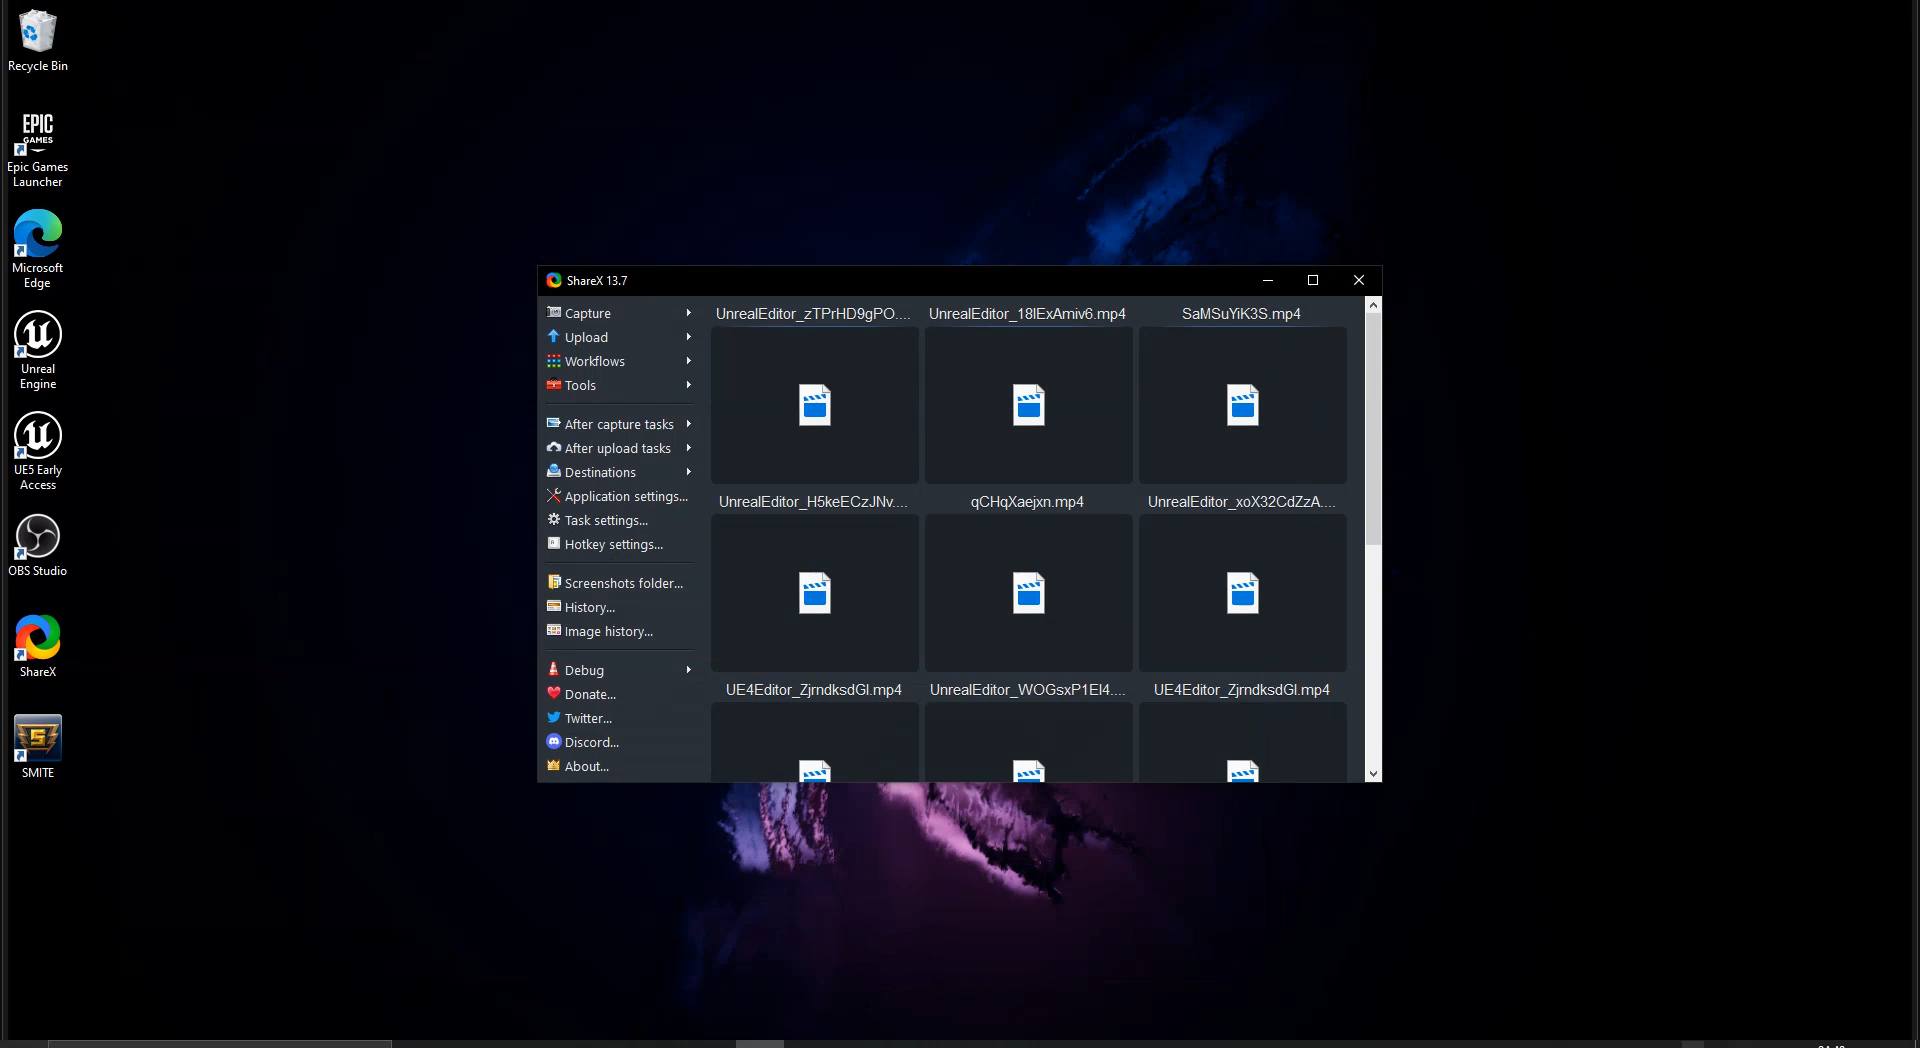 Recycle Bin
EPIC
GAMES
Epic Games
Launcher
Microsoft
Edge
Unreal
Engine
UE5 Early
Access
OBS Studio
ShareX
S
SMITE
ShareX 13.7
Capture
Upload
Workflows
Tools
After capture tasks
After upload tasks
Destinations
Application settings...
Task settings...
Hotkey settings...
Screenshots folder...
History...
Image history...
Debug
Donate...
Twitter...
Discord...
About...
UnrealEditor_zTPrHD9gPO....
UnrealEditor_18lExAmiv6.mp4
SaMSuYiK3S.mp4
UnrealEditor_H5keECzJNv....
qCHqXaejxn.mp4
UnrealEditor_xoX32CdZzA....
UE4Editor_ZjrndksdGl.mp4
UnrealEditor_WOGsxP1El4....
UE4Editor_ZjrndksdGl.mp4